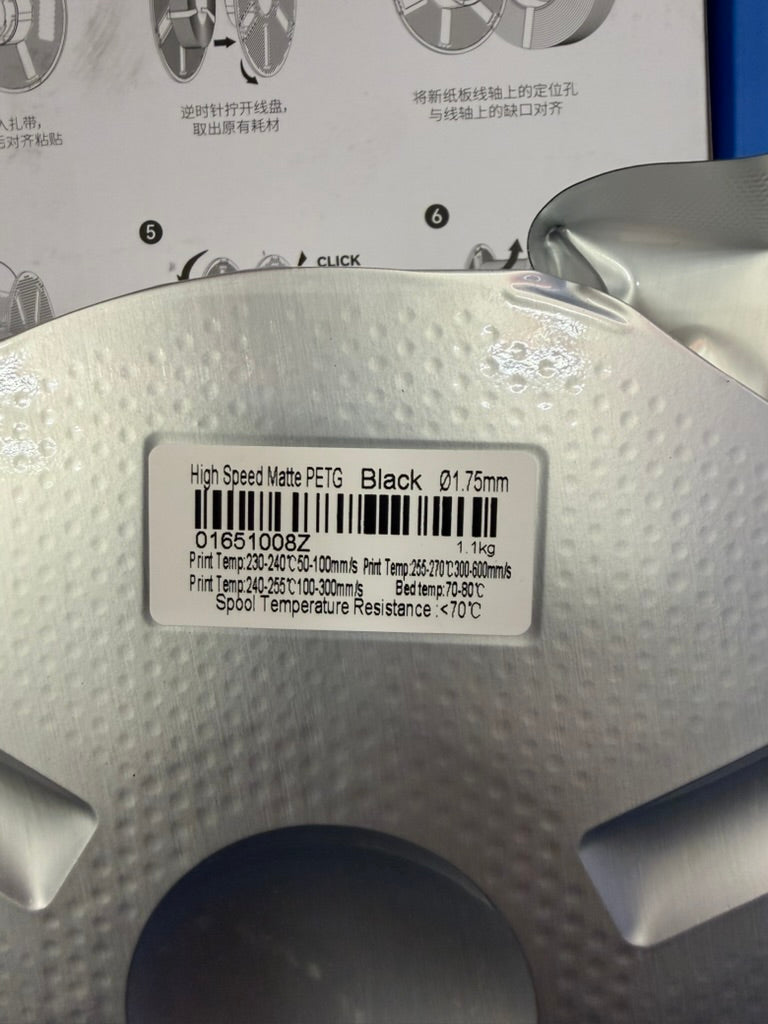 逆时针拧开线盘，
取出原有耗材
将新纸板线轴上的定位孔
与线轴上的缺口对齐
入扎带，
对齐粘贴
5
CLICK
6
High Speed Matte PETG Black Ø1.75mm
01651008Z
1.1kg
Print Temp:230-240℃50-100mm/s Print Temp:255-270℃300-600mm/s
Print Temp:240-255℃100-300mm/s Bed temp:70-80℃
Spool Temperature Resistance :<70℃